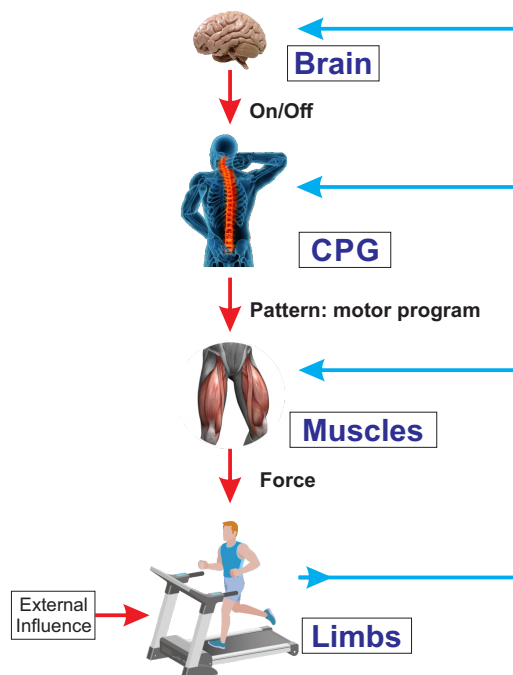 Brain
On/Off
CPG
Pattern: motor program
Muscles
Force
External
Influence
Limbs